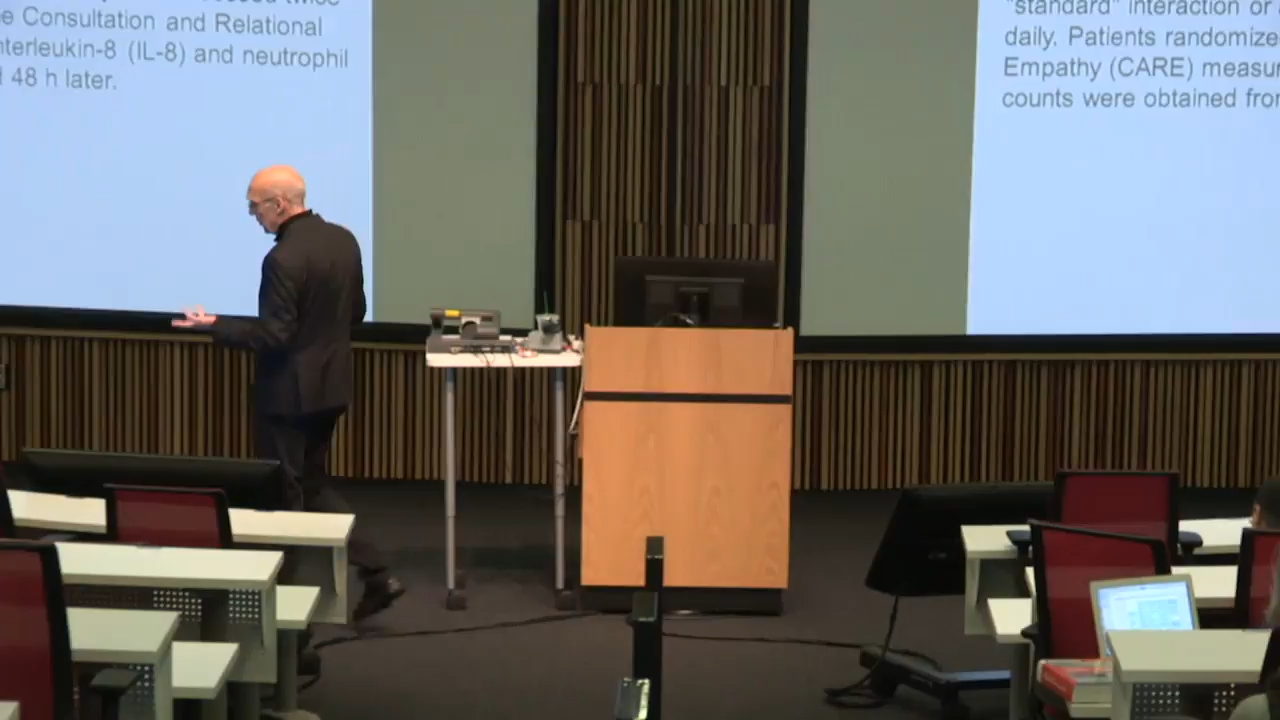 e Consultation and Relational
nterleukin-8 (IL-8) and neutrophil
48 h later.
"standard" interaction or
daily. Patients randomize
Empathy (CARE) measur
counts were obtained fror